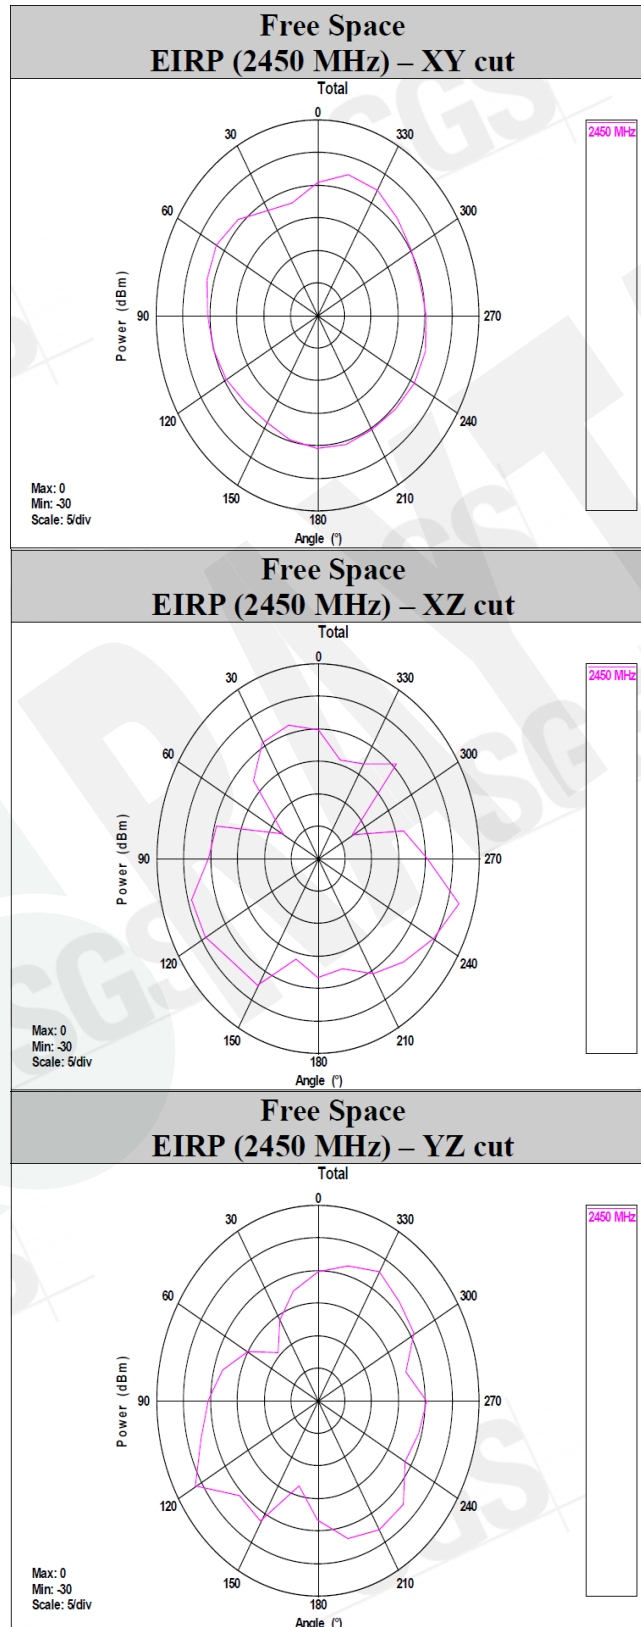 Free Space
EIRP (2450 MHz) – XY cut
Total
0
30
330
2450 MHz
60
300
Power (dBm)
90
270
120
240
150
210
Max: 0
Min: -30
Scale: 5/div
180
Angle (°)
Free Space
EIRP (2450 MHz) – XZ cut
Total
0
30
330
2450 MHz
60
300
Power (dBm)
90
270
120
240
150
210
Max: 0
Min: -30
Scale: 5/div
180
Angle (°)
Free Space
EIRP (2450 MHz) – YZ cut
Total
0
30
330
2450 MHz
60
300
Power (dBm)
90
270
120
240
150
210
Max: 0
Min: -30
Scale: 5/div
180
Angle (°)
SGS
SGS
SGS